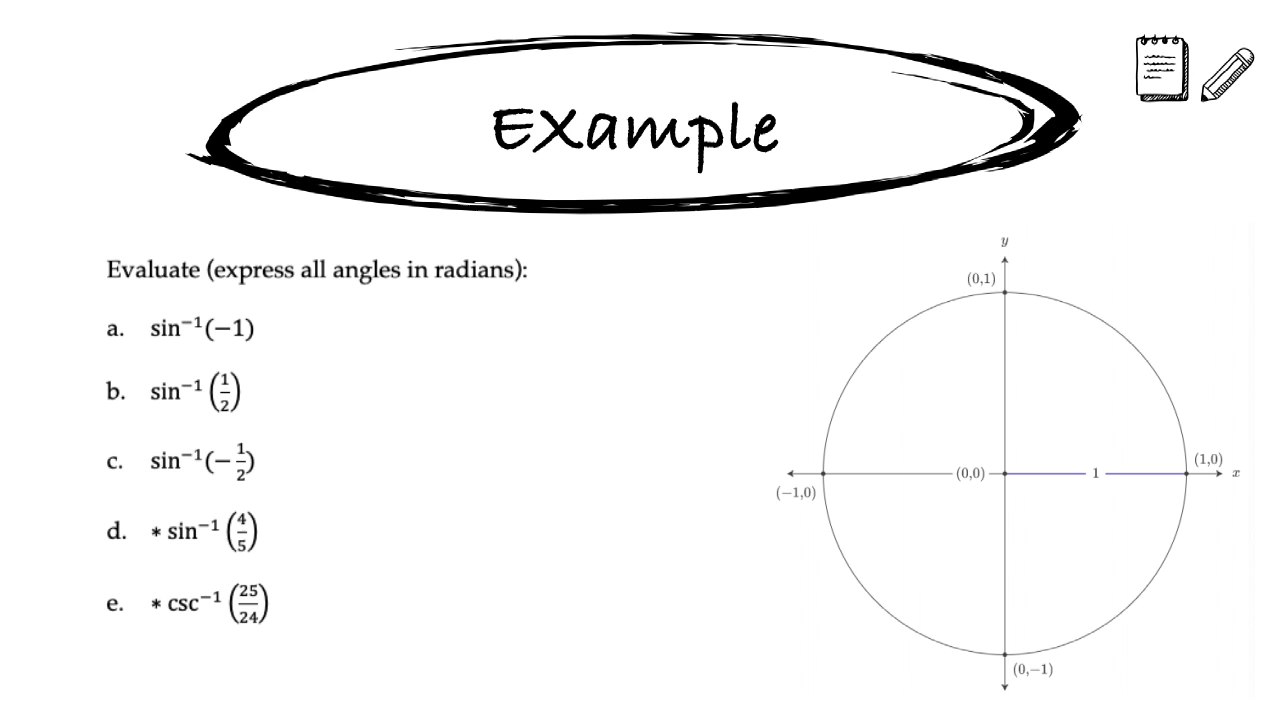 Example
Evaluate (express all angles in radians):
a. sin⁻¹(−1)
b. sin⁻¹ (1/2)
c. sin⁻¹(−1/2)
d. * sin⁻¹ (4/5)
e. * csc⁻¹ (25/24)
y
(0,1)
(1,0)
(0,0)
1
x
(−1,0)
(0,−1)